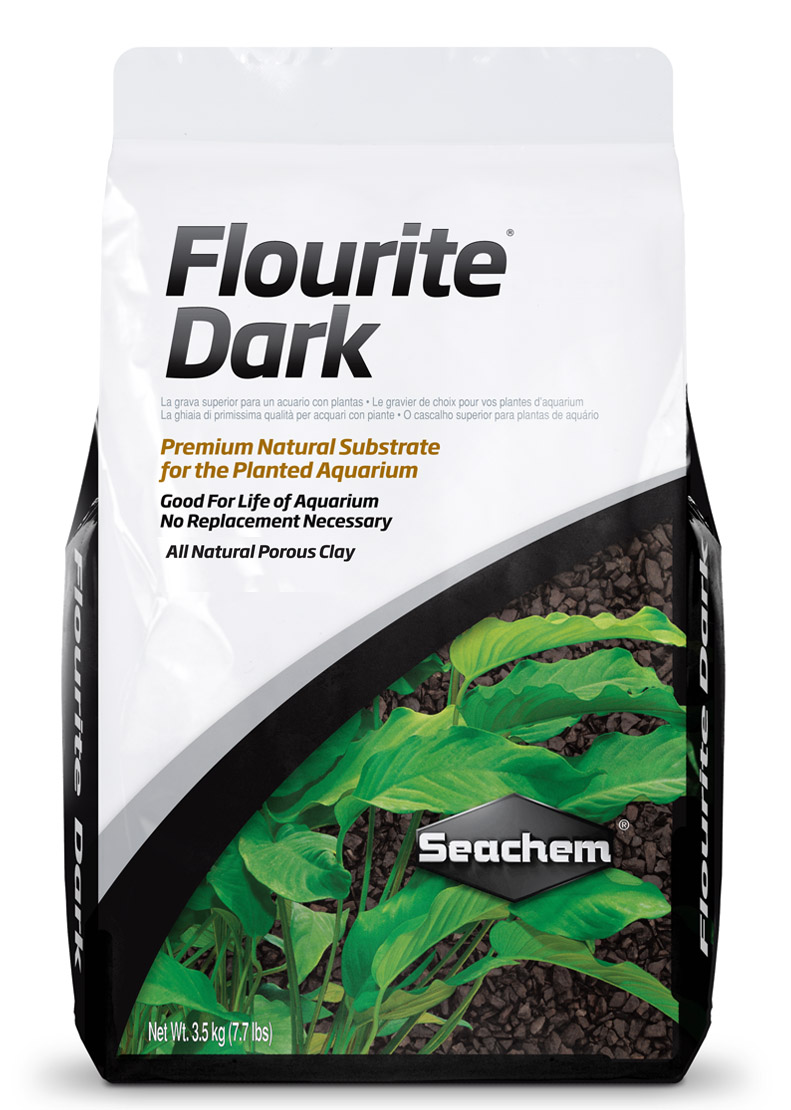 Flourite®
Dark
La grava superior para un acuario con plantas • Le gravier de choix pour vos plantes d'aquarium
La ghiaia di primissima qualità per acquari con piante • O cascalho superior para plantas de aquário
Premium Natural Substrate
for the Planted Aquarium
Good For Life of Aquarium
No Replacement Necessary
All Natural Porous Clay
Flourite Dark
Flourite Dark
Seachem®
Net Wt. 3.5 kg (7.7 lbs)